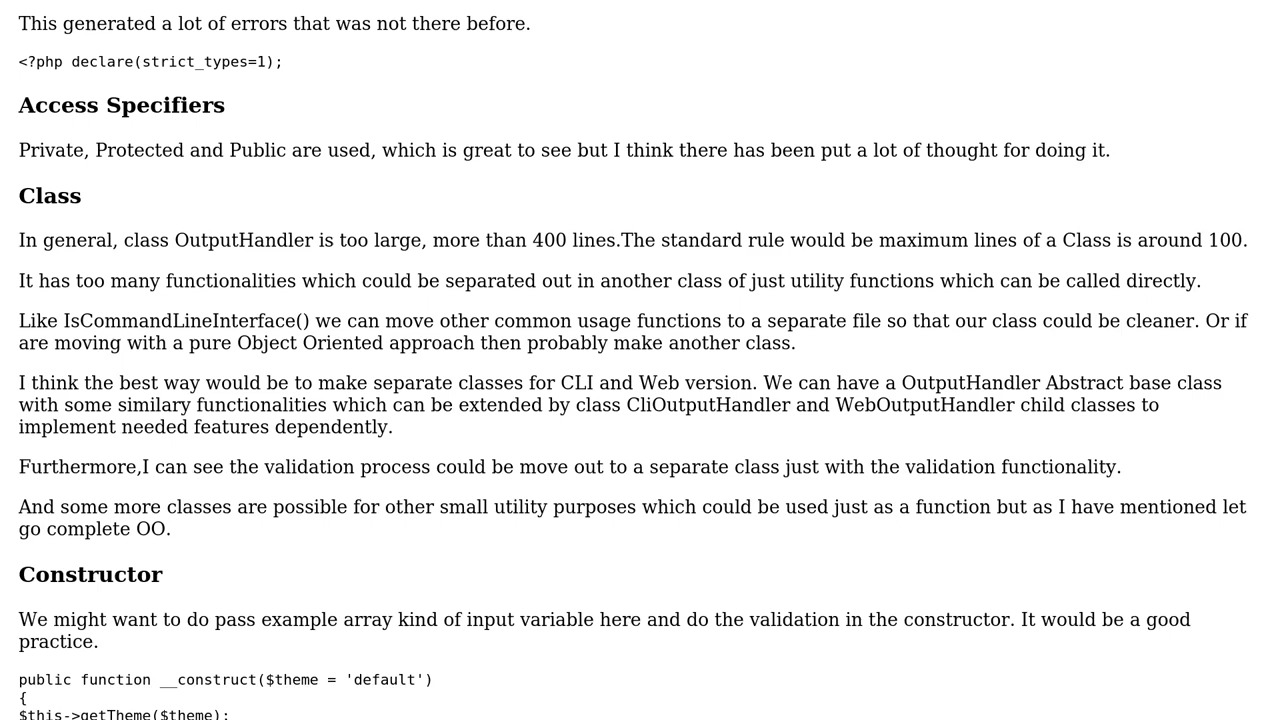 This generated a lot of errors that was not there before.
<?php declare(strict_types=1);
Access Specifiers
Private, Protected and Public are used, which is great to see but I think there has been put a lot of thought for doing it.
Class
In general, class OutputHandler is too large, more than 400 lines.The standard rule would be maximum lines of a Class is around 100.
It has too many functionalities which could be separated out in another class of just utility functions which can be called directly.
Like IsCommandLineInterface() we can move other common usage functions to a separate file so that our class could be cleaner. Or if
are moving with a pure Object Oriented approach then probably make another class.
I think the best way would be to make separate classes for CLI and Web version. We can have a OutputHandler Abstract base class
with some similary functionalities which can be extended by class CliOutputHandler and WebOutputHandler child classes to
implement needed features dependently.
Furthermore,I can see the validation process could be move out to a separate class just with the validation functionality.
And some more classes are possible for other small utility purposes which could be used just as a function but as I have mentioned let
go complete OO.
Constructor
We might want to do pass example array kind of input variable here and do the validation in the constructor. It would be a good
practice.
public function __construct($theme = 'default')
{
$this->getTheme($theme);